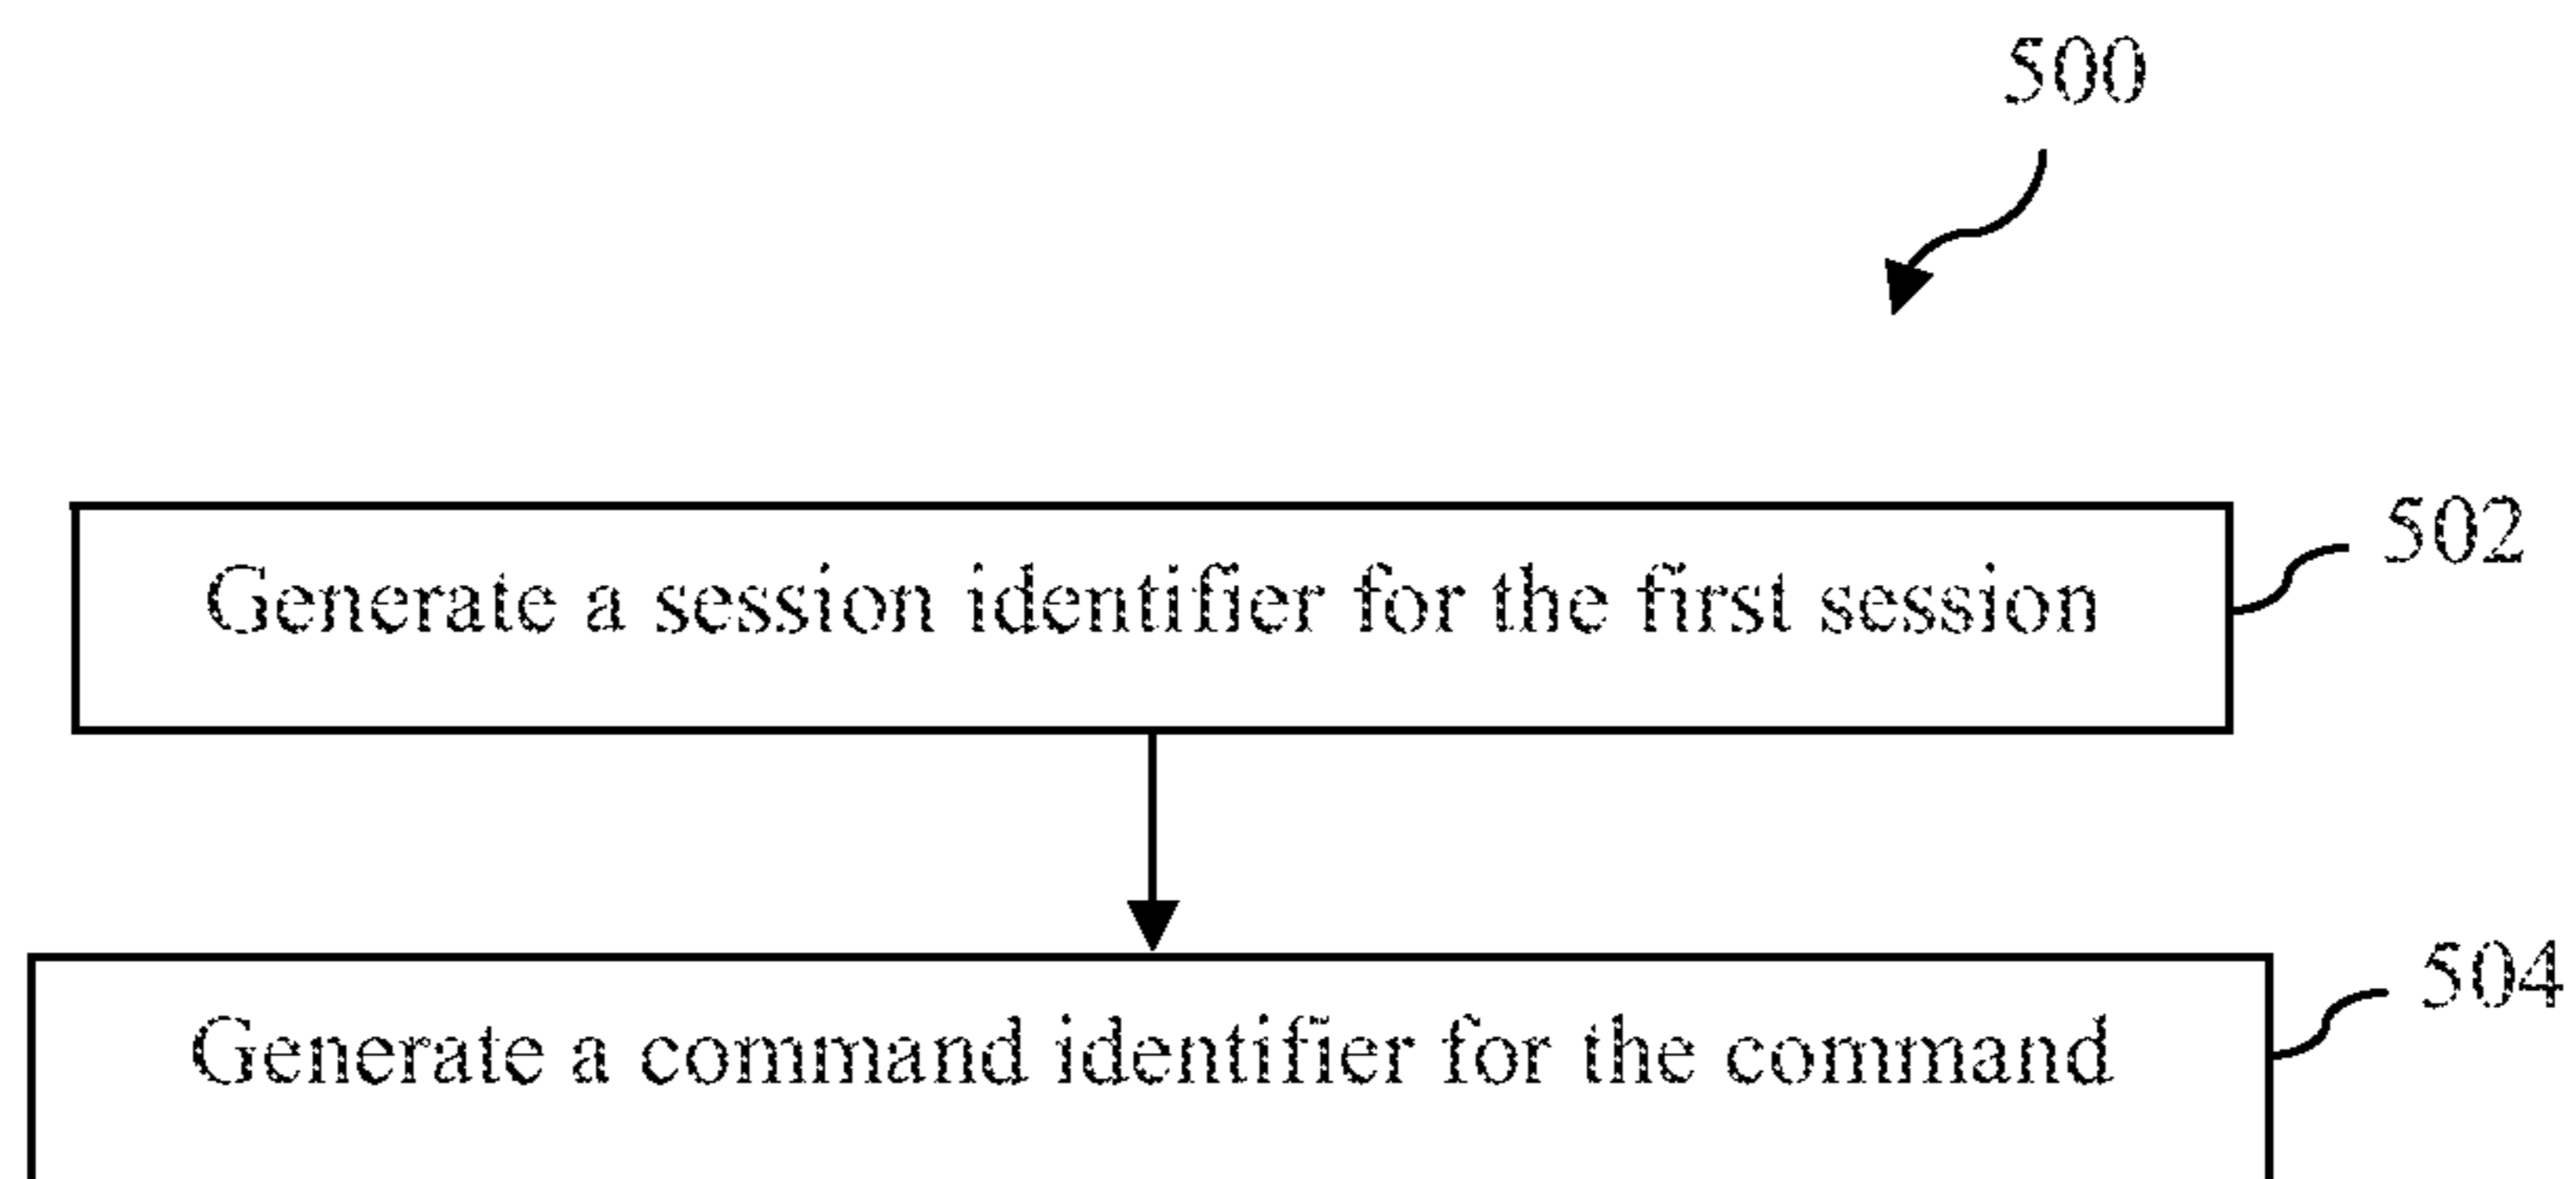 500
Generate a session identifier for the first session
502
Generate a command identifier for the command
504